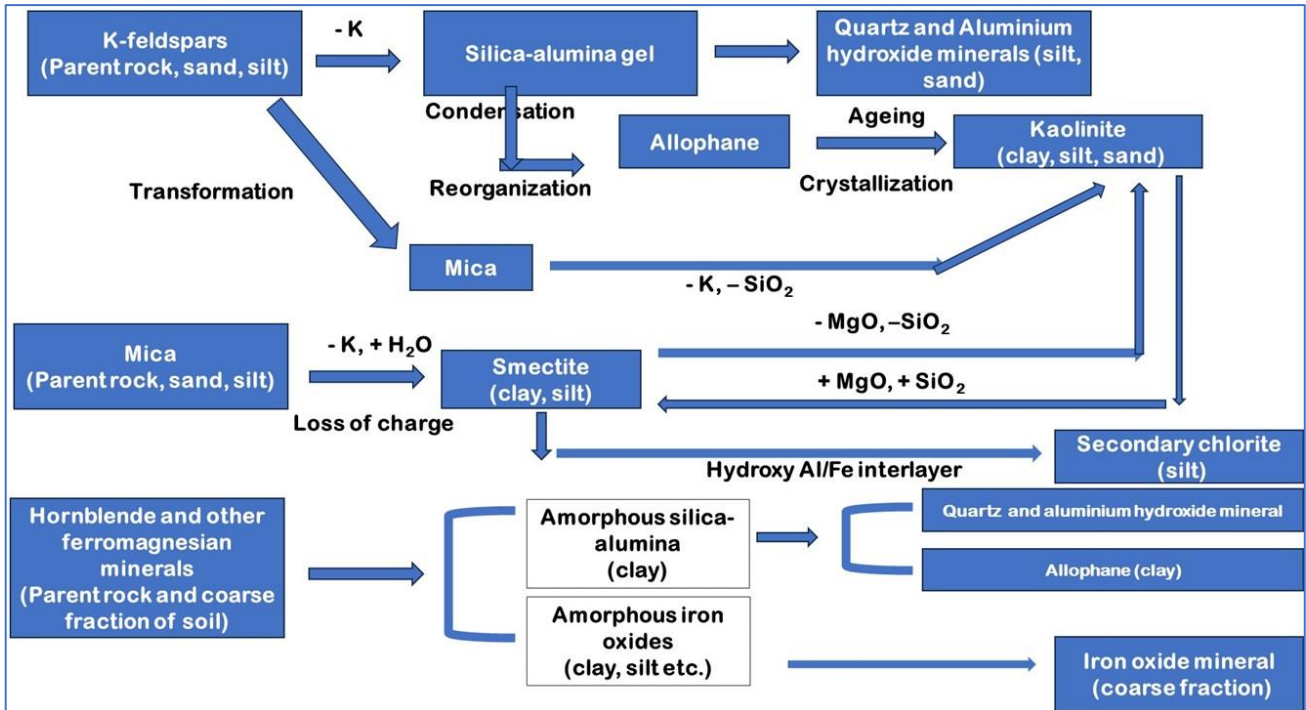 K-feldspars
(Parent rock, sand, silt)
- K
Silica-alumina gel
Quartz and Aluminium
hydroxide minerals (silt,
sand)
Condensation
Reorganization
Allophane
Ageing
Crystallization
Kaolinite
(clay, silt, sand)
Transformation
Mica
- K, – SiO₂
Mica
(Parent rock, sand, silt)
- K, + H₂O
Loss of charge
Smectite
(clay, silt)
- MgO, –SiO₂
+ MgO, + SiO₂
Hydroxy Al/Fe interlayer
Secondary chlorite
(silt)
Hornblende and other
ferromagnesian
minerals
(Parent rock and coarse
fraction of soil)
Amorphous silica-
alumina
(clay)
Quartz and aluminium hydroxide mineral
Allophane (clay)
Amorphous iron
oxides
(clay, silt etc.)
Iron oxide mineral
(coarse fraction)